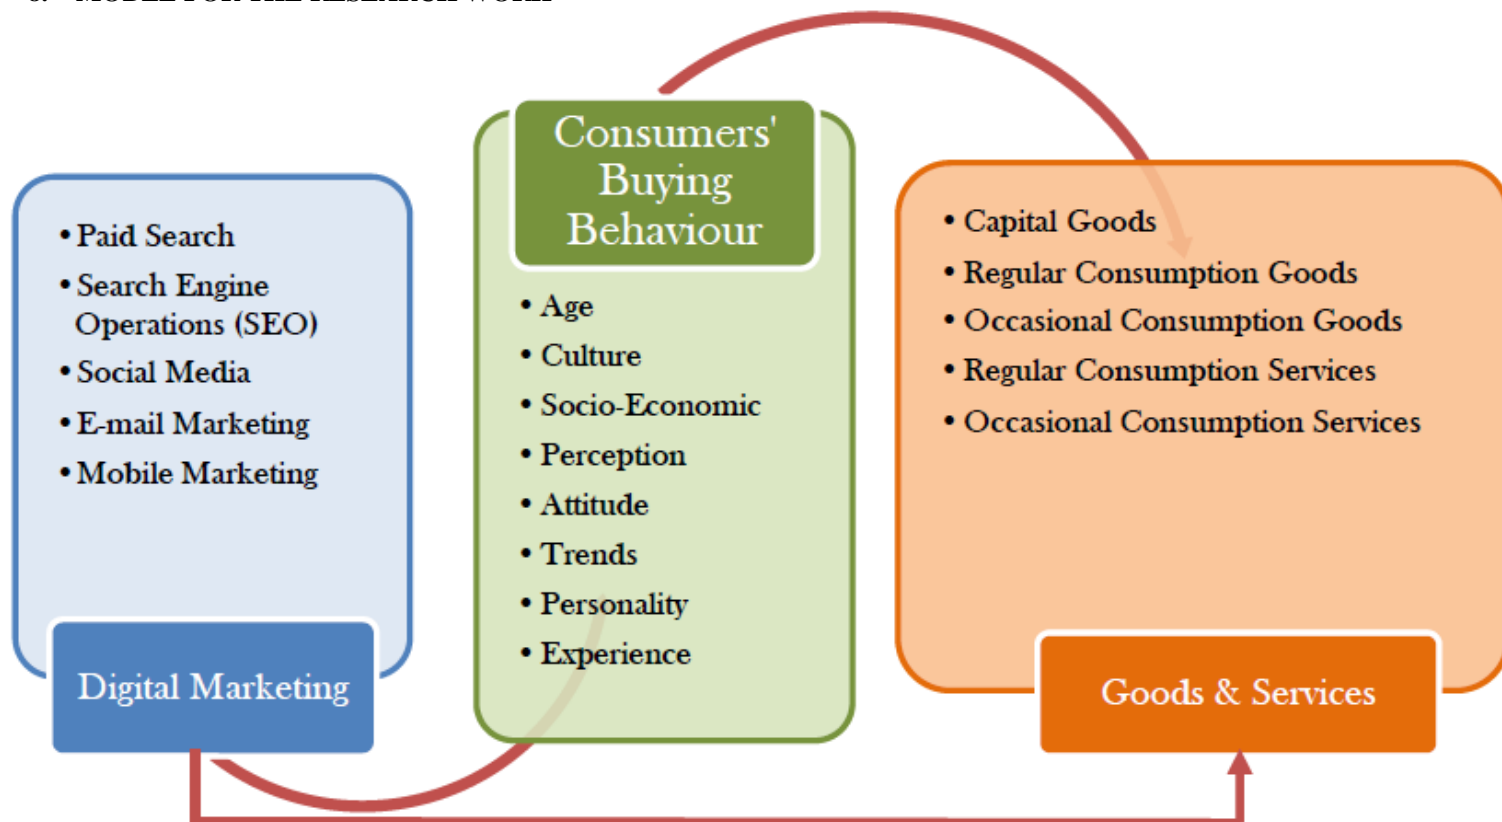 • Paid Search
• Search Engine
Operations (SEO)
• Social Media
• E-mail Marketing
• Mobile Marketing
Digital Marketing
Consumers'
Buying
Behaviour
• Age
• Culture
• Socio-Economic
• Perception
• Attitude
• Trends
• Personality
• Experience
• Capital Goods
• Regular Consumption Goods
• Occasional Consumption Goods
• Regular Consumption Services
• Occasional Consumption Services
Goods & Services